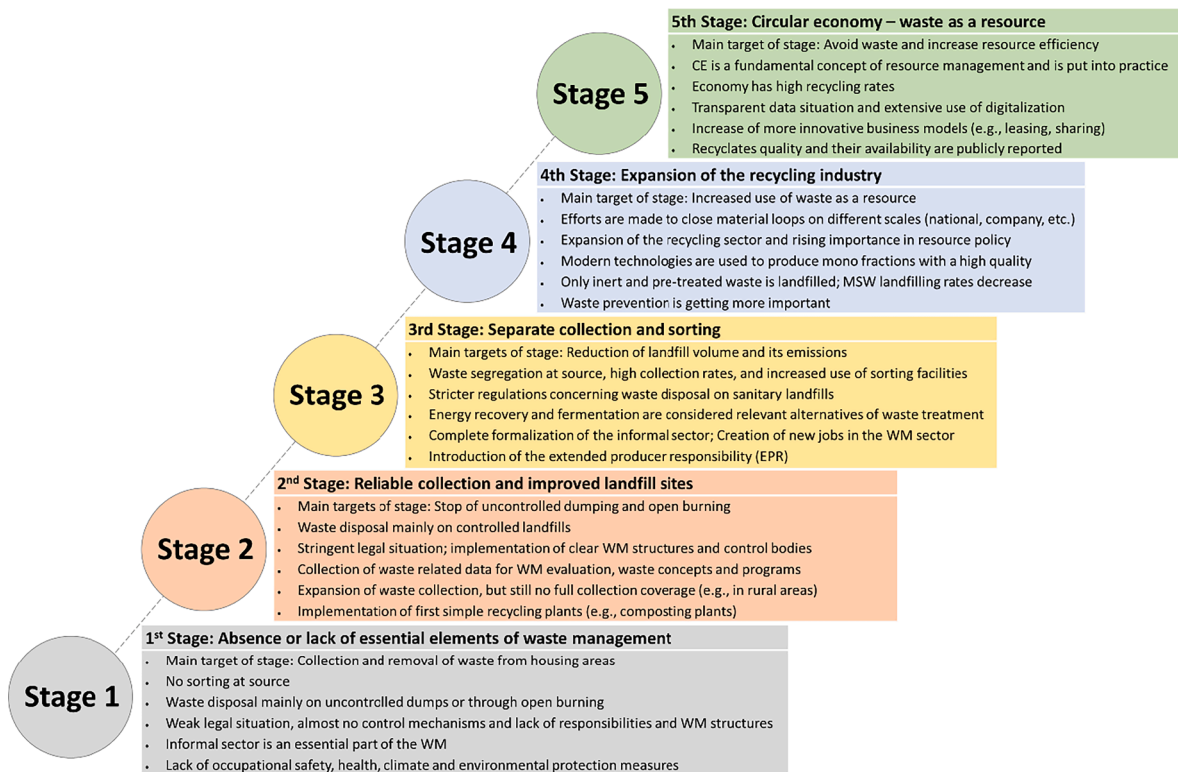 5th Stage: Circular economy – waste as a resource
• Main target of stage: Avoid waste and increase resource efficiency
• CE is a fundamental concept of resource management and is put into practice
• Economy has high recycling rates
• Transparent data situation and extensive use of digitalization
• Increase of more innovative business models (e.g., leasing, sharing)
• Recyclates quality and their availability are publicly reported
Stage 5
4th Stage: Expansion of the recycling industry
• Main target of stage: Increased use of waste as a resource
• Efforts are made to close material loops on different scales (national, company, etc.)
• Expansion of the recycling sector and rising importance in resource policy
• Modern technologies are used to produce mono fractions with a high quality
• Only inert and pre-treated waste is landfilled; MSW landfilling rates decrease
• Waste prevention is getting more important
Stage 4
3rd Stage: Separate collection and sorting
• Main targets of stage: Reduction of landfill volume and its emissions
• Waste segregation at source, high collection rates, and increased use of sorting facilities
• Stricter regulations concerning waste disposal on sanitary landfills
• Energy recovery and fermentation are considered relevant alternatives of waste treatment
• Complete formalization of the informal sector; Creation of new jobs in the WM sector
• Introduction of the extended producer responsibility (EPR)
Stage 3
2nd Stage: Reliable collection and improved landfill sites
• Main targets of stage: Stop of uncontrolled dumping and open burning
• Waste disposal mainly on controlled landfills
• Stringent legal situation; implementation of clear WM structures and control bodies
• Collection of waste related data for WM evaluation, waste concepts and programs
• Expansion of waste collection, but still no full collection coverage (e.g., in rural areas)
• Implementation of first simple recycling plants (e.g., composting plants)
Stage 2
1st Stage: Absence or lack of essential elements of waste management
• Main target of stage: Collection and removal of waste from housing areas
• No sorting at source
• Waste disposal mainly on uncontrolled dumps or through open burning
• Weak legal situation, almost no control mechanisms and lack of responsibilities and WM structures
• Informal sector is an essential part of the WM
• Lack of occupational safety, health, climate and environmental protection measures
Stage 1